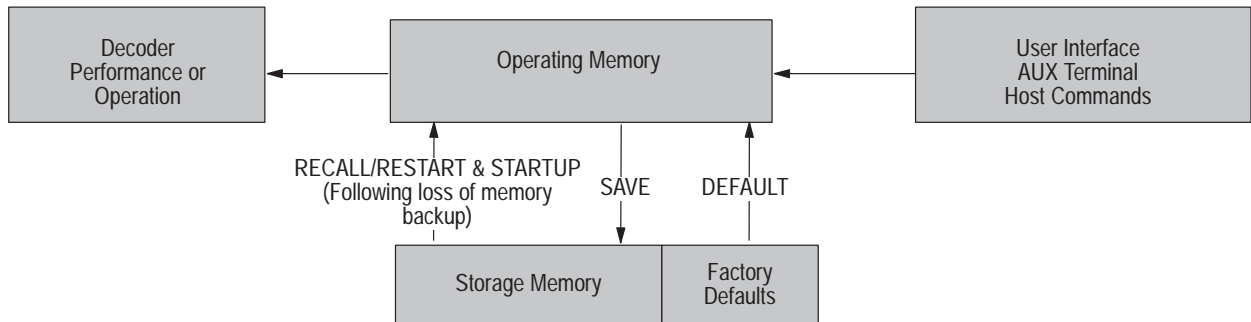 Decoder
Performance or
Operation
Operating Memory
User Interface
AUX Terminal
Host Commands
RECALL/RESTART & STARTUP
(Following loss of memory
backup)
SAVE
DEFAULT
Storage Memory
Factory
Defaults